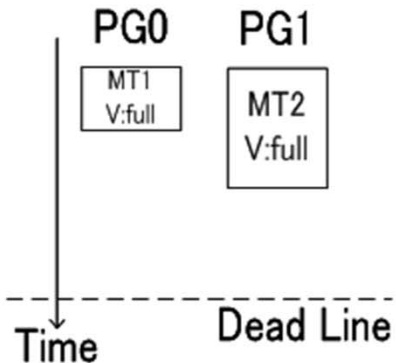 PG0 PG1
MT1
V:full
MT2
V:full
Dead Line
Time